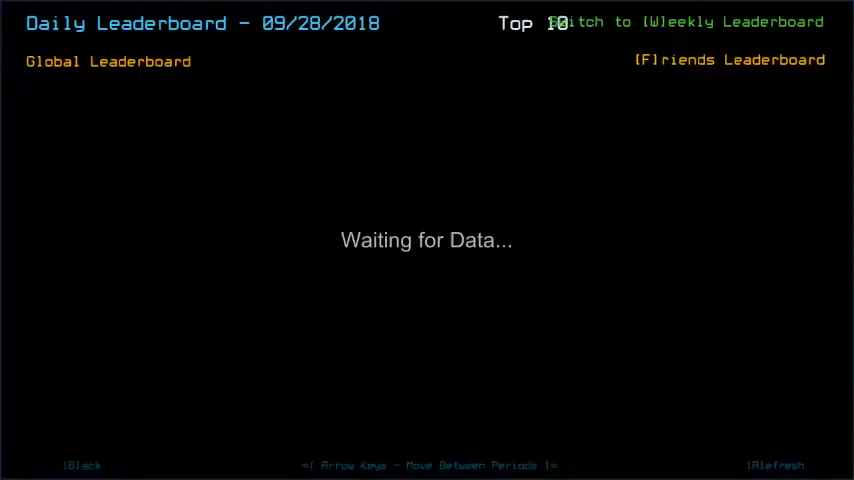 Daily Leaderboard - 09/28/2018
Top 10
Switch to [W]eekly Leaderboard
Global Leaderboard
[F]riends Leaderboard
Waiting for Data...
[B]ack
=[ Arrow Keys - Move Between Periods ]=
[R]efresh